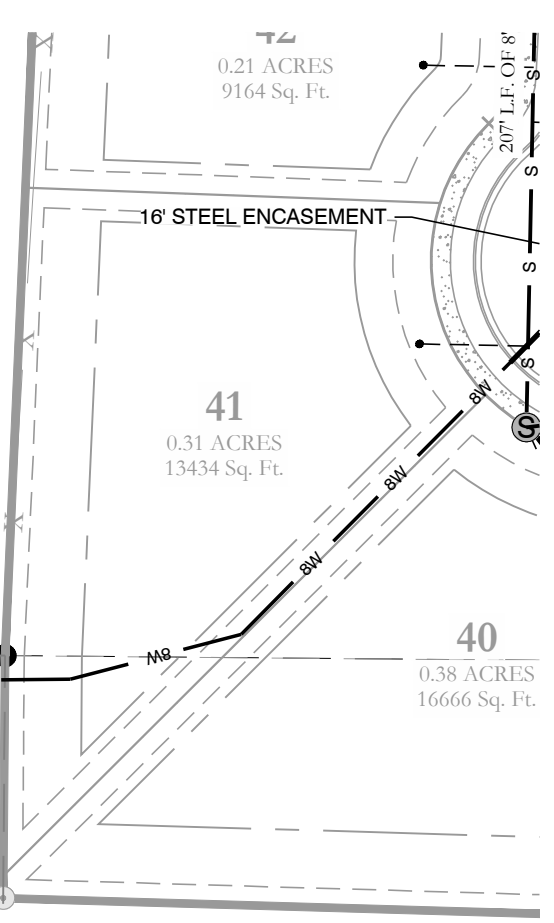 42
0.21 ACRES
9164 Sq. Ft.
207' L.F. OF 8'
S'
S
16' STEEL ENCASEMENT
S
S
8W
41
0.31 ACRES
13434 Sq. Ft.
S
8W
8W
8W
40
0.38 ACRES
16666 Sq. Ft.